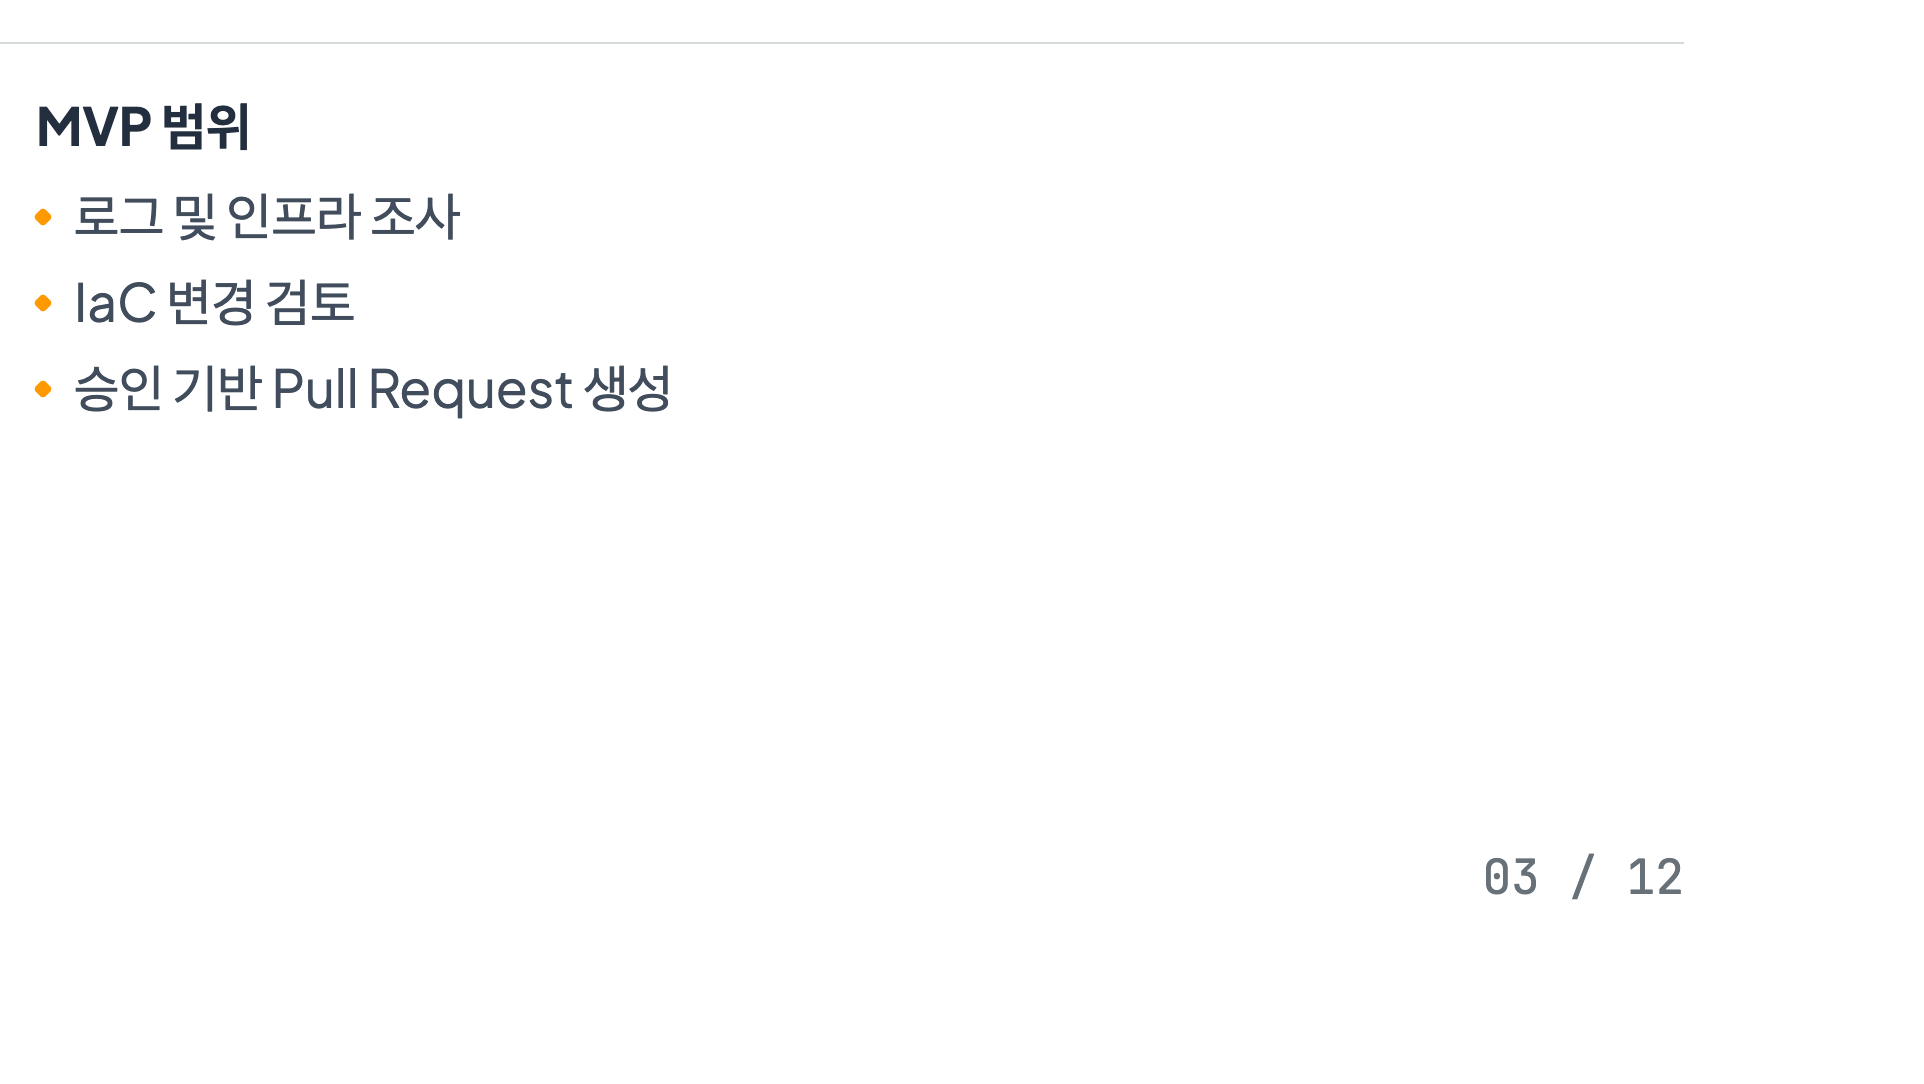 MVP 범위
로그 및 인프라 조사
IaC 변경 검토
승인 기반 Pull Request 생성
03 / 12